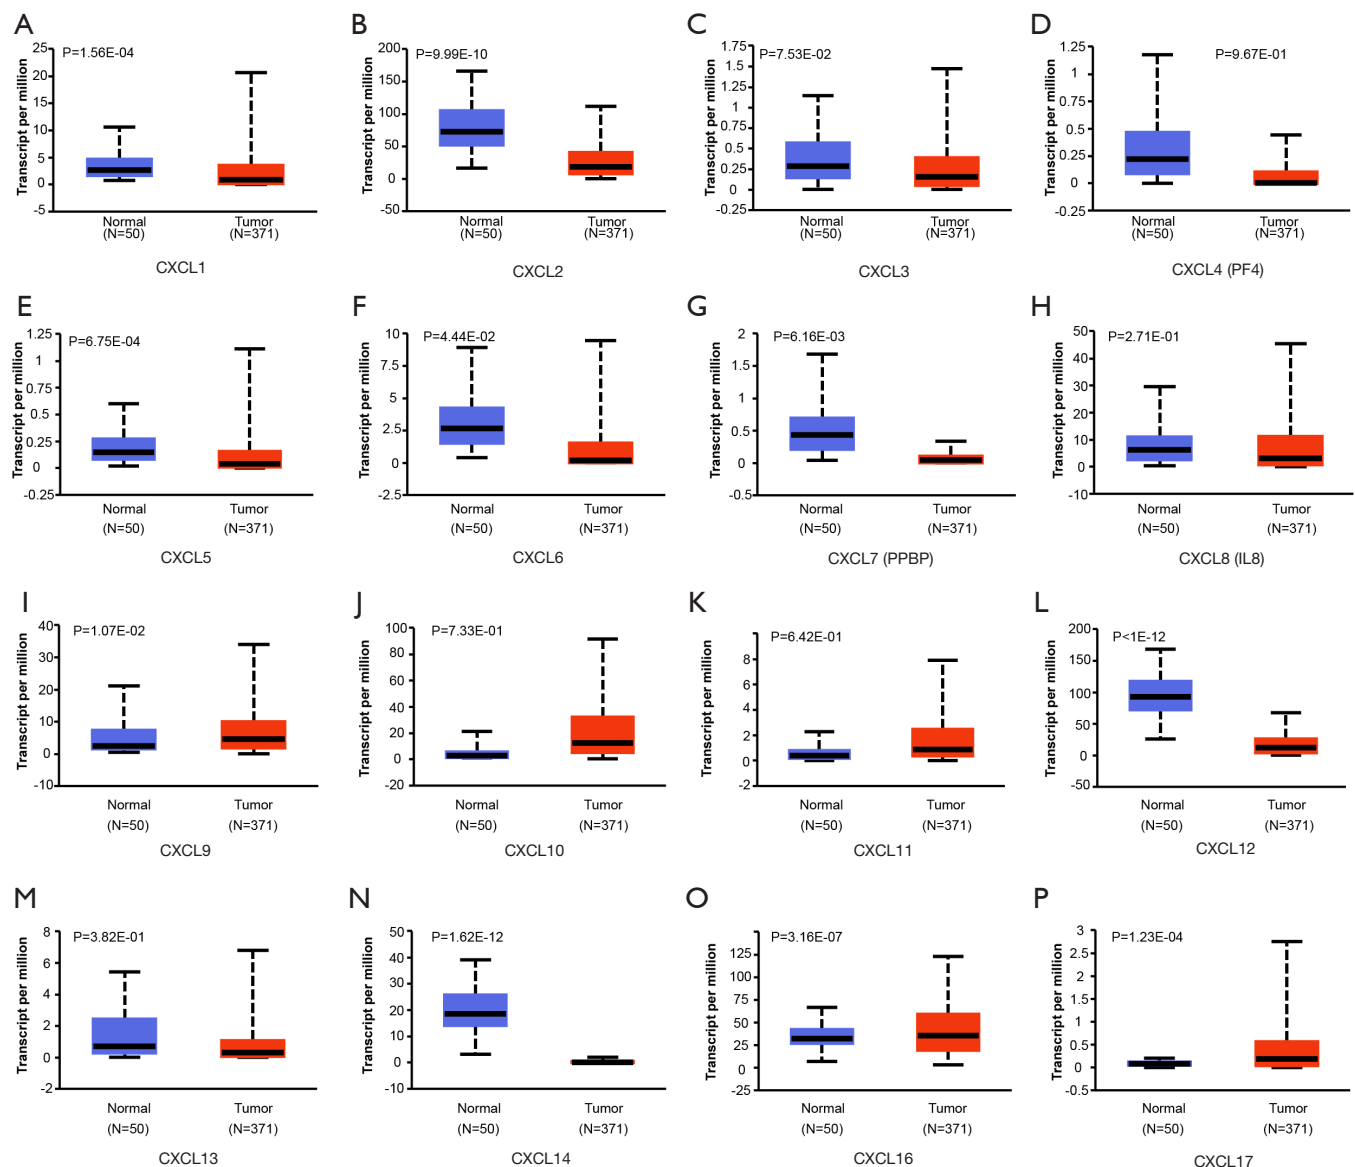 A
P=1.56E-04
Transcript per million
25
20
15
10
5
0
-5
Normal
(N=50)
Tumor
(N=371)
CXCL1
B
P=9.99E-10
Transcript per million
200
150
100
50
0
-50
Normal
(N=50)
Tumor
(N=371)
CXCL2
C
P=7.53E-02
Transcript per million
1.75
1.5
1.25
1
0.75
0.5
0.25
0
-0.25
Normal
(N=50)
Tumor
(N=371)
CXCL3
D
P=9.67E-01
Transcript per million
1.25
1
0.75
0.5
0.25
0
-0.25
Normal
(N=50)
Tumor
(N=371)
CXCL4 (PF4)
E
P=6.75E-04
Transcript per million
1.25
1
0.75
0.5
0.25
0
-0.25
Normal
(N=50)
Tumor
(N=371)
CXCL5
F
P=4.44E-02
Transcript per million
10
7.5
5
2.5
0
-2.5
Normal
(N=50)
Tumor
(N=371)
CXCL6
G
P=6.16E-03
Transcript per million
2
1.5
1
0.5
0
-0.5
Normal
(N=50)
Tumor
(N=371)
CXCL7 (PPBP)
H
P=2.71E-01
Transcript per million
50
40
30
20
10
0
-10
Normal
(N=50)
Tumor
(N=371)
CXCL8 (IL8)
I
P=1.07E-02
Transcript per million
40
30
20
10
0
-10
Normal
(N=50)
Tumor
(N=371)
CXCL9
J
P=7.33E-01
Transcript per million
100
80
60
40
20
0
-20
Normal
(N=50)
Tumor
(N=371)
CXCL10
K
P=6.42E-01
Transcript per million
8
6
4
2
0
-2
Normal
(N=50)
Tumor
(N=371)
CXCL11
L
P<1E-12
Transcript per million
200
150
100
50
0
-50
Normal
(N=50)
Tumor
(N=371)
CXCL12
M
P=3.82E-01
Transcript per million
8
6
4
2
0
-2
Normal
(N=50)
Tumor
(N=371)
CXCL13
N
P=1.62E-12
Transcript per million
50
40
30
20
10
0
-10
Normal
(N=50)
Tumor
(N=371)
CXCL14
O
P=3.16E-07
Transcript per million
150
125
100
75
50
25
0
-25
Normal
(N=50)
Tumor
(N=371)
CXCL16
P
P=1.23E-04
Transcript per million
3
2.5
2
1.5
1
0.5
0
-0.5
Normal
(N=50)
Tumor
(N=371)
CXCL17